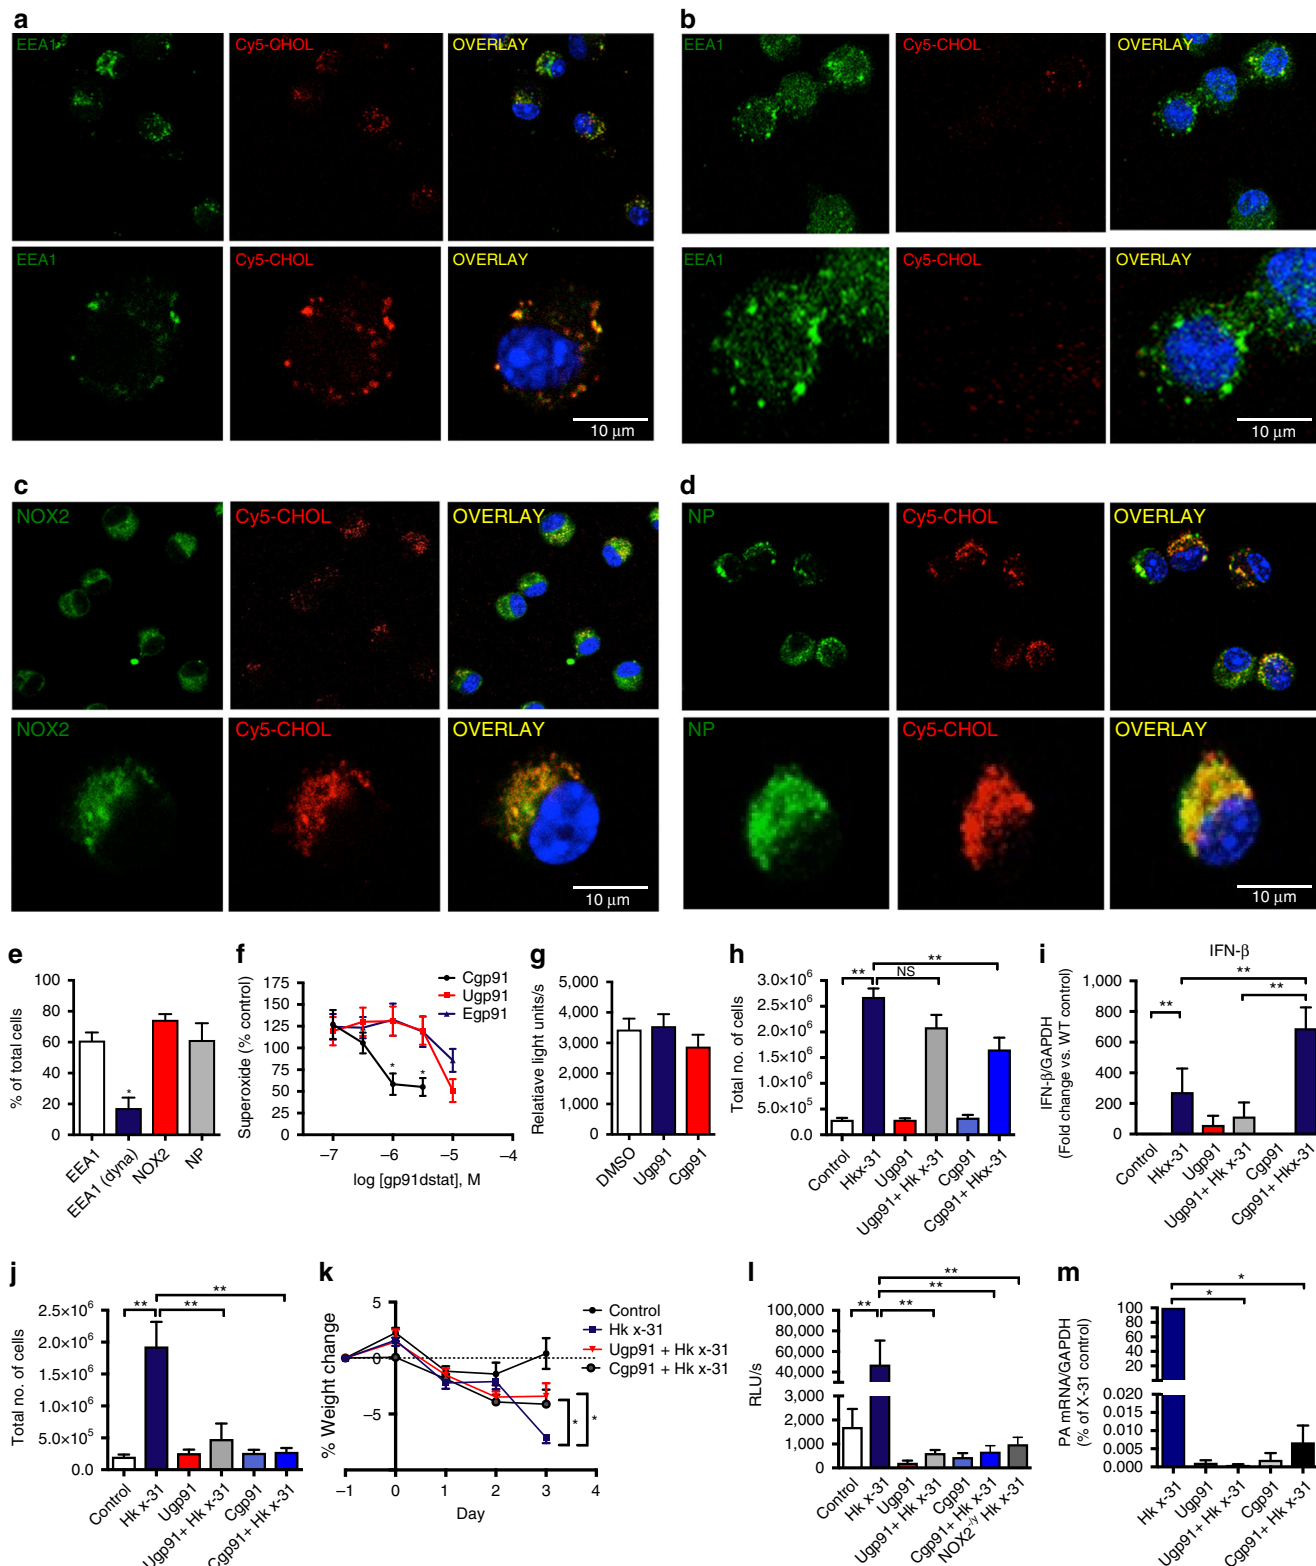 a
b
EEA1 Cy5-CHOL OVERLAY
EEA1 Cy5-CHOL OVERLAY
EEA1 Cy5-CHOL OVERLAY
10 μm
EEA1 Cy5-CHOL OVERLAY
10 μm
c
d
NOX2 Cy5-CHOL OVERLAY
NP Cy5-CHOL OVERLAY
NOX2 Cy5-CHOL OVERLAY
10 μm
NP Cy5-CHOL OVERLAY
10 μm
e
% of total cells
100
80
60
40
20
0
*
EEA1
EEA1 (dyna)
NOX2
NP
f
Superoxide (% control)
175
150
125
100
75
50
25
0
Cgp91
Ugp91
Egp91
* *
−7 −6 −5 −4
log [gp91dstat], M
g
Relatiave light units/s
5,000
4,000
3,000
2,000
1,000
0
DMSO
Ugp91
Cgp91
h
Total no. of cells
3.0×10⁶
2.5×10⁶
2.0×10⁶
1.5×10⁶
1.0×10⁶
5.0×10⁵
0.0
**
** NS
Control
Hkx-31
Ugp91
Ugp91+ Hk x-31
Cgp91
Cgp91+ Hkx-31
i
IFN-β
IFN-β/GAPDH
(Fold change vs. WT control)
1,000
800
600
400
200
0
**
**
**
Control
Hkx-31
Ugp91
Ugp91+ Hk x-31
Cgp91
Cgp91+ Hkx-31
j
Total no. of cells
2.5×10⁶
2.0×10⁶
1.5×10⁶
1.0×10⁶
5.0×10⁵
0.0
**
** **
Control
Hk x-31
Ugp91
Ugp91+ Hk x-31
Cgp91
Cgp91+ Hk x-31
k
% Weight change
5
0
−5
Control
Hk x-31
Ugp91 + Hk x-31
Cgp91 + Hk x-31
* *
−1 0 1 2 3 4
Day
l
RLU/s
100,000
80,000
60,000
40,000
20,000
3,000
2,000
1,000
0
**
**
** **
Control
Hk x-31
Ugp91
Ugp91+ Hk x-31
Cgp91
Cgp91+ Hk x-31
NOX2⁻/y Hk x-31
m
PA mRNA/GAPDH
(% of X-31 control)
100
80
60
40
20
0.020
0.015
0.010
0.005
0.000
*
*
Hk x-31
Ugp91
Ugp91+ Hk x-31
Cgp91
Cgp91+ Hk x-31